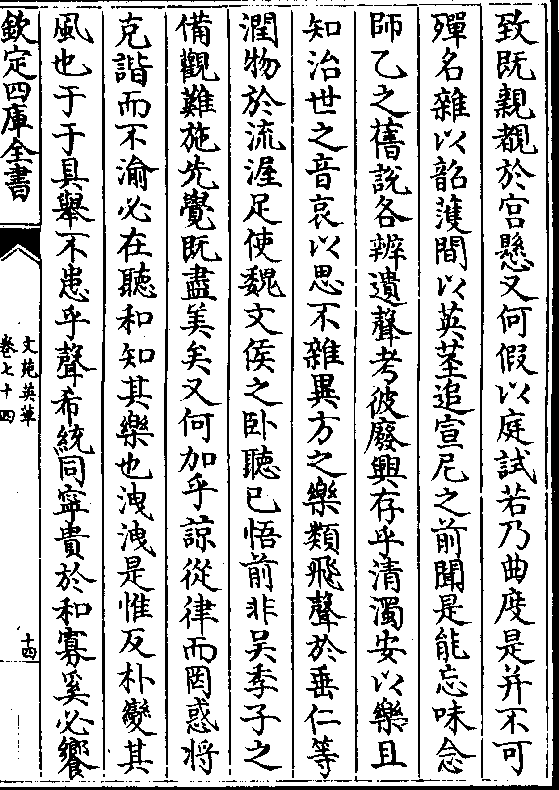 致既親覩於宫懸又何假以庭試若乃曲度是并不可
殫名雜以韶頀間以英莖追宣尼之前聞是能忘味念
師乙之舊說各辨遺聲考彼廢興存乎清濁安以樂且
知治世之音哀以思不雜異方之樂類飛聲於垂仁等
潤物於流渥足使魏文侯之卧聽已悟前非吴季子之
備觀難施先覺既盡美矣又何加乎諒從律而罔惑將
克諧而不渝必在聽和知其樂也洩洩是惟反朴變其
風也于于具舉不患乎聲希統同寧貴於和寡奚必饗
欽定四庫全書
文苑英華
卷七十四
十四